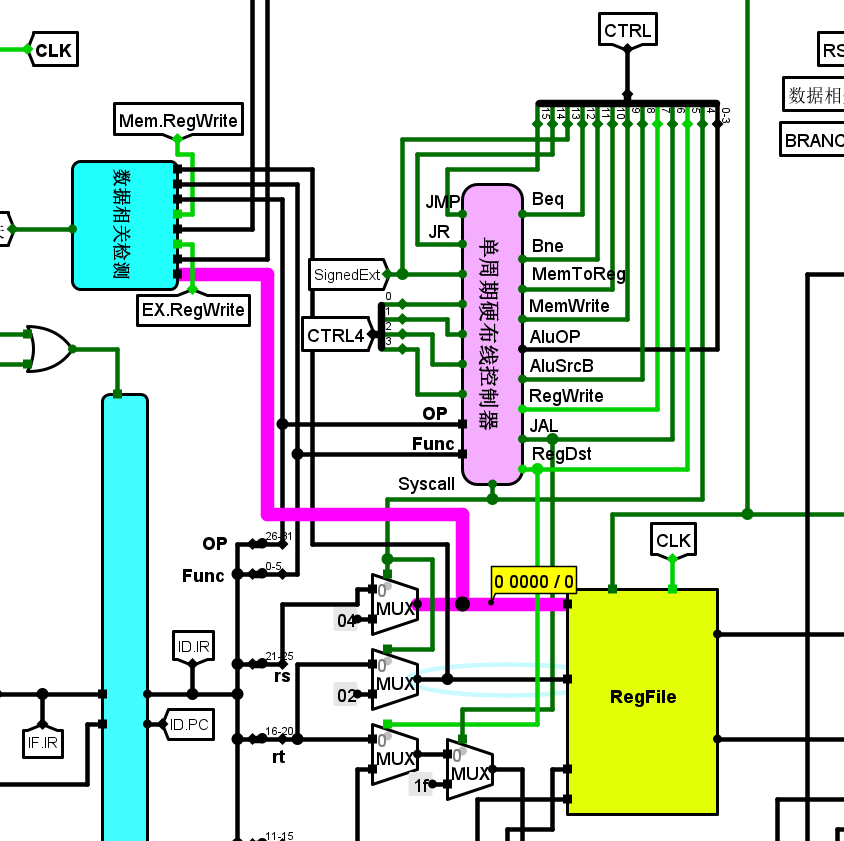 CTRL
RS
CLK
数据相
Mem.RegWrite
15
14
13
12
11
10
9
8
7
6
5
4
0-3
BRANC
数据相关检测
JMP
Beq
JR
单周期硬布线控制器
Bne
SignedExt
MemToReg
EX.RegWrite
0
1
2
3
MemWrite
CTRL4
AluOP
AluSrcB
RegWrite
OP
JAL
Func
RegDst
Syscall
OP
26-31
CLK
Func
0-5
0 0000 / 0
0
MUX
04
ID.IR
21-25
rs
0
MUX
02
RegFile
ID.PC
16-20
IF.IR
rt
0
MUX
0
MUX
1f
11-15